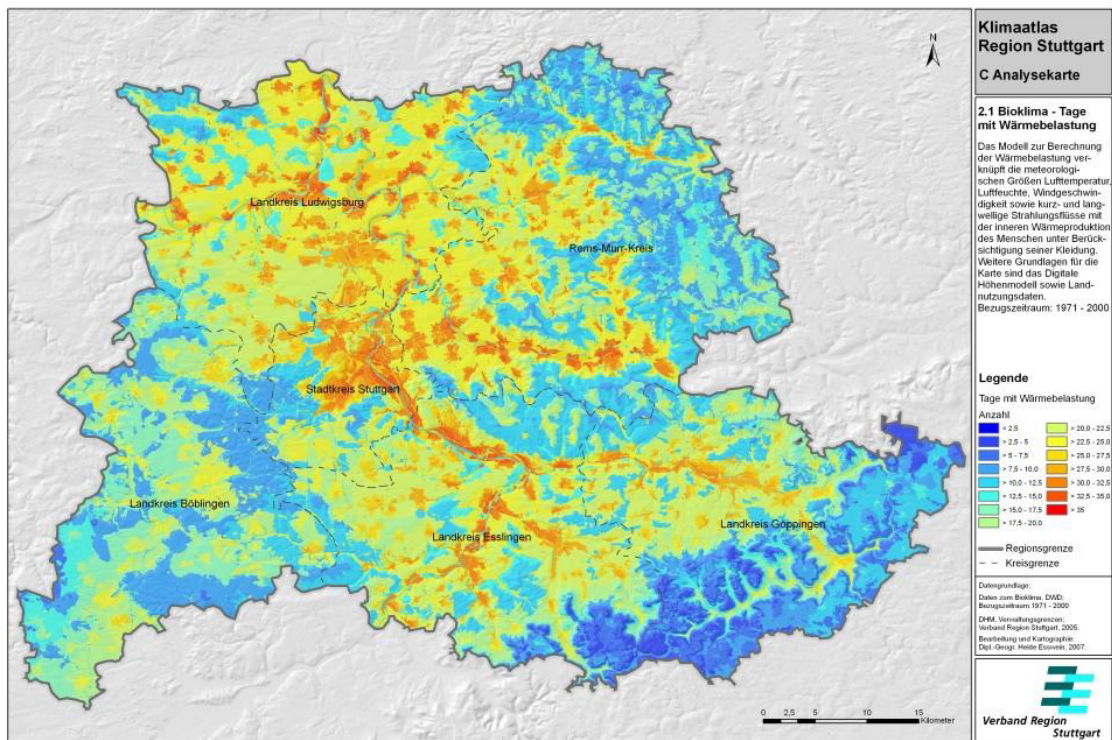 Klimaatlas
Region Stuttgart
C Analysekarte
2.1 Bioklima - Tage
mit Wärmebelastung
Das Modell zur Berechnung
der Wärmebelastung ver-
knüpft die meteorologi-
schen Größen Lufttemperatur,
Luftfeuchte, Windgeschwin-
digkeit sowie kurz- und lang-
wellige Strahlungsflüsse mit
der inneren Wärmeproduktion
des Menschen unter Berück-
sichtigung seiner Kleidung.
Weitere Grundlagen für die
Karte sind das Digitale
Höhenmodell sowie Land-
nutzungsdaten.
Bezugszeitraum: 1971 - 2000
Legende
Tage mit Wärmebelastung
Anzahl
< 2,5
> 2,5 - 5
> 5 - 7,5
> 7,5 - 10,0
> 10,0 - 12,5
> 12,5 - 15,0
> 15,0 - 17,5
> 17,5 - 20,0
> 20,0 - 22,5
> 22,5 - 25,0
> 25,0 - 27,5
> 27,5 - 30,0
> 30,0 - 32,5
> 32,5 - 35,0
> 35
Regionsgrenze
Kreisgrenze
Datengrundlage:
Daten zum Bioklima, DWD;
Bezugszeitraum 1971 - 2000
DHM, Verwaltungsgrenzen:
Verband Region Stuttgart, 2005.
Bearbeitung und Kartographie:
Dipl.-Geogr. Heide Esswein, 2007.
Verband Region
Stuttgart
N
Landkreis Ludwigsburg
Rems-Murr-Kreis
Stadtkreis Stuttgart
Landkreis Böblingen
Landkreis Esslingen
Landkreis Göppingen
0 2,5 5 10 15
Kilometer